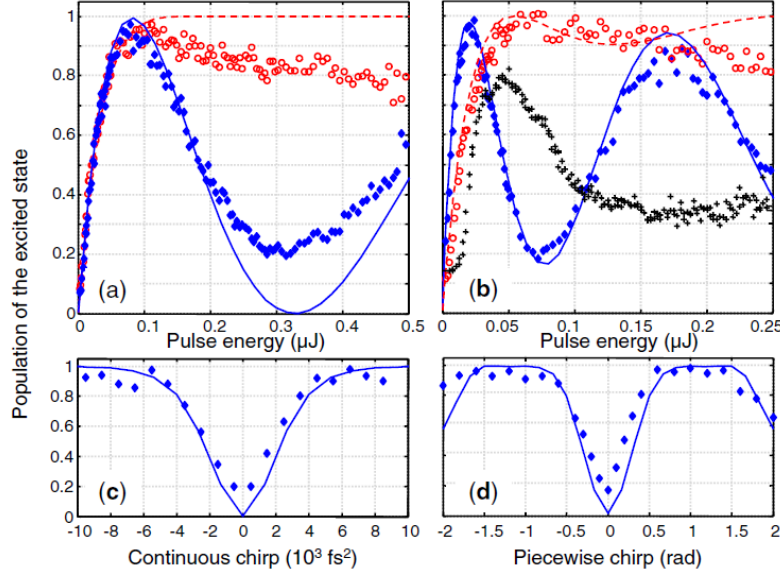 Population of the excited state
1
0.8
0.6
0.4
0.2
0
(a)
0 0.1 0.2 0.3 0.4 0.5
Pulse energy (µJ)
(b)
0 0.05 0.1 0.15 0.2 0.25
Pulse energy (µJ)
1
0.8
0.6
0.4
0.2
0
(c)
-10 -8 -6 -4 -2 0 2 4 6 8 10
Continuous chirp (10³ fs²)
(d)
-2 -1.5 -1 -0.5 0 0.5 1 1.5 2
Piecewise chirp (rad)